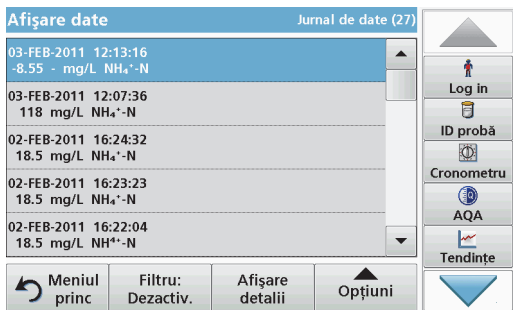 Afişare date
Jurnal de date (27)
03-FEB-2011 12:13:16
-8.55 - mg/L NH₄⁺-N
03-FEB-2011 12:07:36
118 mg/L NH₄⁺-N
02-FEB-2011 16:24:32
18.5 mg/L NH₄⁺-N
02-FEB-2011 16:23:23
18.5 mg/L NH₄⁺-N
02-FEB-2011 16:22:04
18.5 mg/L NH⁴⁺-N
Meniul
princ
Filtru:
Dezactiv.
Afişare
detalii
Opţiuni
Log in
ID probă
Cronometru
AQA
Tendinţe